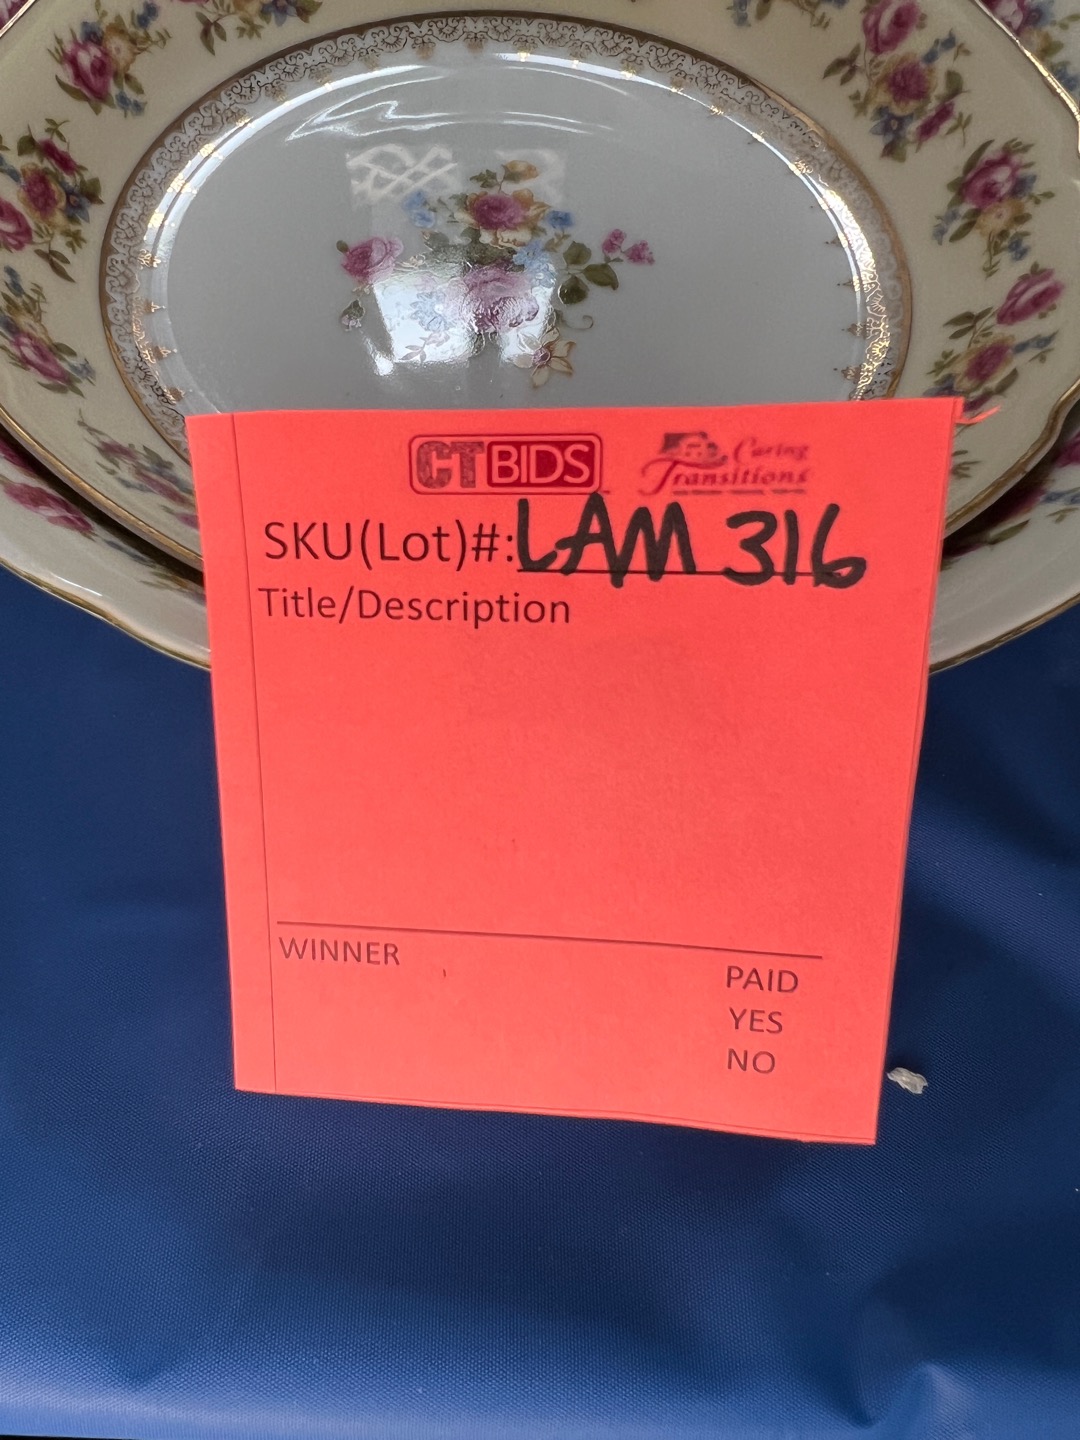 CTBIDS Caring Transitions
SKU(Lot)#: LAM 316
Title/Description
WINNER
PAID
YES
NO